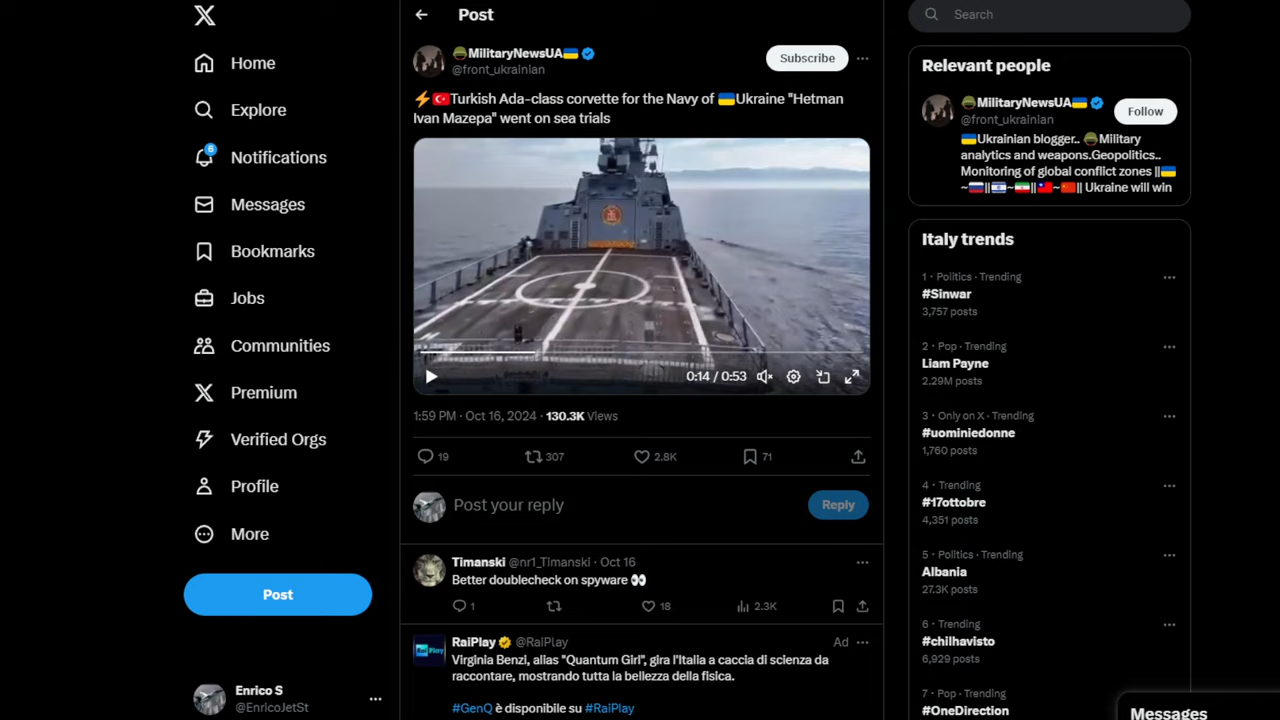 Home
Explore
6
Notifications
Messages
Bookmarks
Jobs
Communities
Premium
Verified Orgs
Profile
More
Post
Enrico S
@EnricoJetSt
Post
MilitaryNewsUA🇺🇦
@front_ukrainian
Subscribe
⚡🇹🇷Turkish Ada-class corvette for the Navy of 🇺🇦Ukraine "Hetman
Ivan Mazepa" went on sea trials
0:14 / 0:53
1:59 PM · Oct 16, 2024 · 130.3K Views
19 307 2.8K 71
Post your reply
Reply
Timanski @nr1_Timanski · Oct 16
Better doublecheck on spyware 👀
1 18 2.3K
RaiPlay
RaiPlay @RaiPlay Ad
Virginia Benzi, alias "Quantum Girl", gira l'Italia a caccia di scienza da
raccontare, mostrando tutta la bellezza della fisica.
#GenQ è disponibile su #RaiPlay
Search
Relevant people
MilitaryNewsUA🇺🇦
@front_ukrainian
Follow
🇺🇦Ukrainian blogger.. 🪖Military
analytics and weapons.Geopolitics..
Monitoring of global conflict zones ||🇺🇦
~🇷🇺||🇮🇱~🇮🇷||🇹🇼~🇨🇳|| Ukraine will win
Italy trends
1 · Politics · Trending
#Sinwar
3,757 posts
2 · Pop · Trending
Liam Payne
2.29M posts
3 · Only on X · Trending
#uominiedonne
1,760 posts
4 · Trending
#17ottobre
4,351 posts
5 · Politics · Trending
Albania
27.3K posts
6 · Trending
#chilhavisto
6,929 posts
7 · Pop · Trending
#OneDirection
Messages